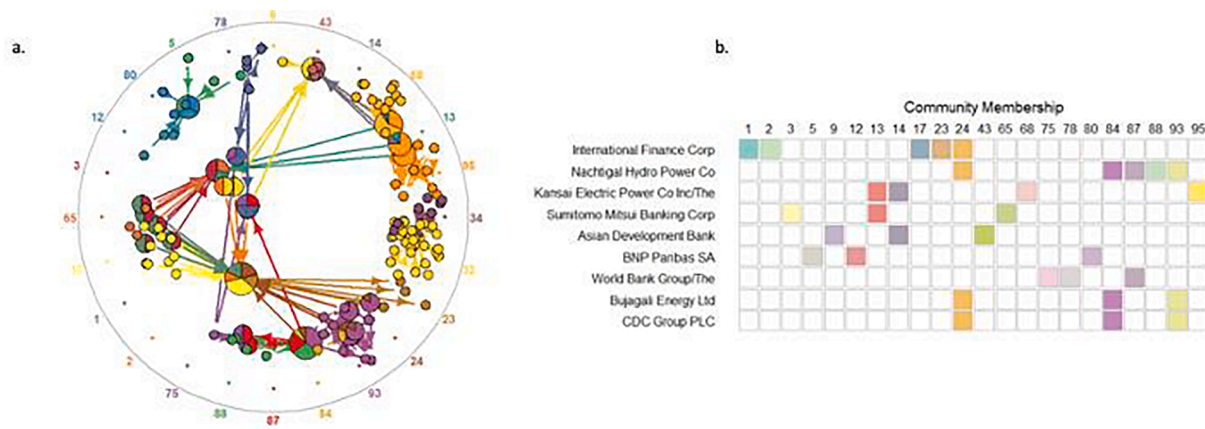 a.
78
43
5
14
80
12
13
3
65
34
1
23
2
24
75
93
88
84
87
b.
Community Membership
1 2 3 5 9 12 13 14 17 23 24 43 65 68 75 78 80 84 87 88 93 95
International Finance Corp
Nachtigal Hydro Power Co
Kansai Electric Power Co Inc/The
Sumitomo Mitsui Banking Corp
Asian Development Bank
BNP Paribas SA
World Bank Group/The
Bujagali Energy Ltd
CDC Group PLC